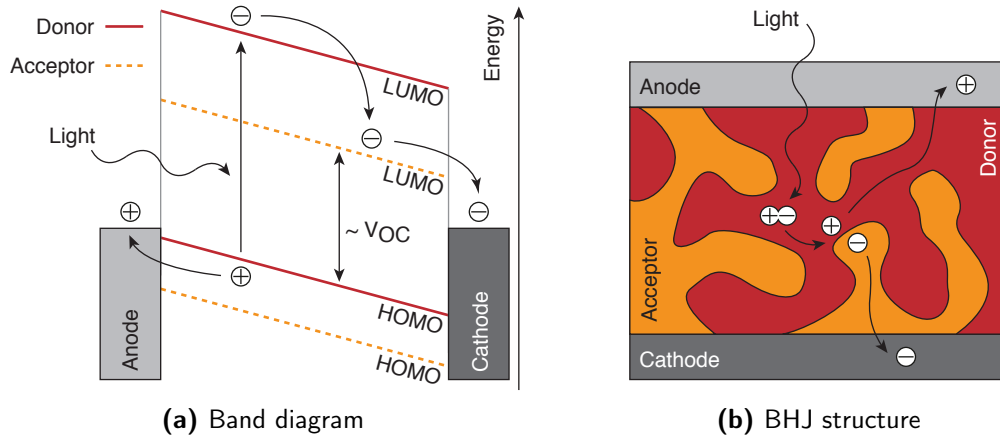 Donor
Acceptor
Light
LUMO
LUMO
~ VOC
HOMO
HOMO
Anode
Cathode
Energy
(a) Band diagram
Light
Anode
Donor
Acceptor
Cathode
(b) BHJ structure